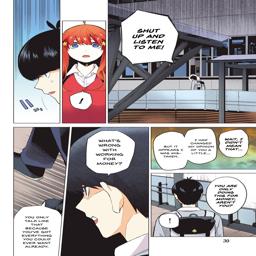 SHUT
UP AND
LISTEN
TO ME!
!
WAIT, I
DIDN'T
MEAN
THAT...
I HAD
CHANGED
MY OPINION
OF YOU A
LITTLE...
BUT IT
APPEARS I
WAS MIS-
TAKEN.
YOU ARE
ONLY DOING
THIS FOR
MONEY,
AREN'T
YOU?
!
WHAT'S
WRONG
WITH
WORKING
FOR
MONEY?
YOU ONLY
TALK LIKE
THAT
BECAUSE
YOU'VE GOT
EVERYTHING
YOU COULD
EVER WANT
ALREADY.
30